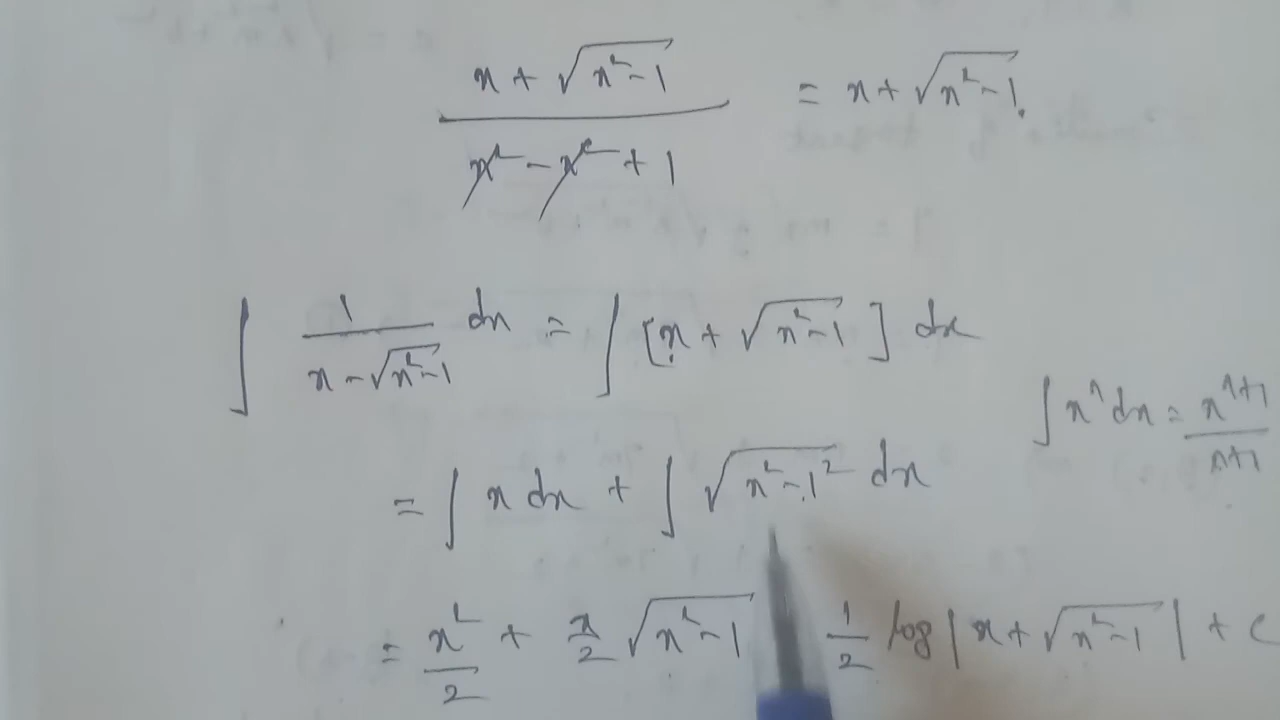 x + √(x² - 1) / (x² - x² + 1) = x + √(x² - 1).
∫ 1 / (x - √(x² - 1)) dx = ∫ [x + √(x² - 1)] dx
∫ xⁿ dx = xⁿ⁺¹ / n+1
= ∫ x dx + ∫ √(x² - 1²) dx
= x²/2 + x/2 √(x² - 1) 1/2 log |x + √(x² - 1)| + c